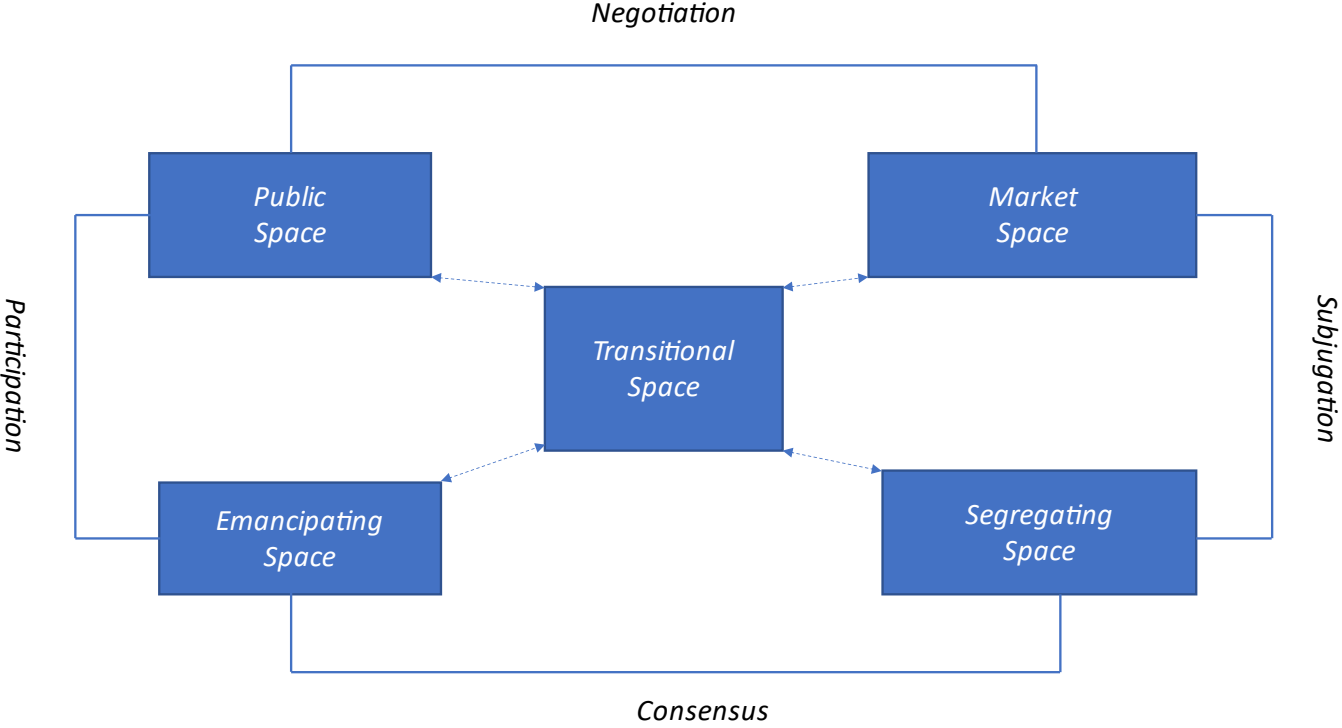 Negotiation
Public
Space
Market
Space
Participation
Transitional
Space
Subjugation
Emancipating
Space
Segregating
Space
Consensus